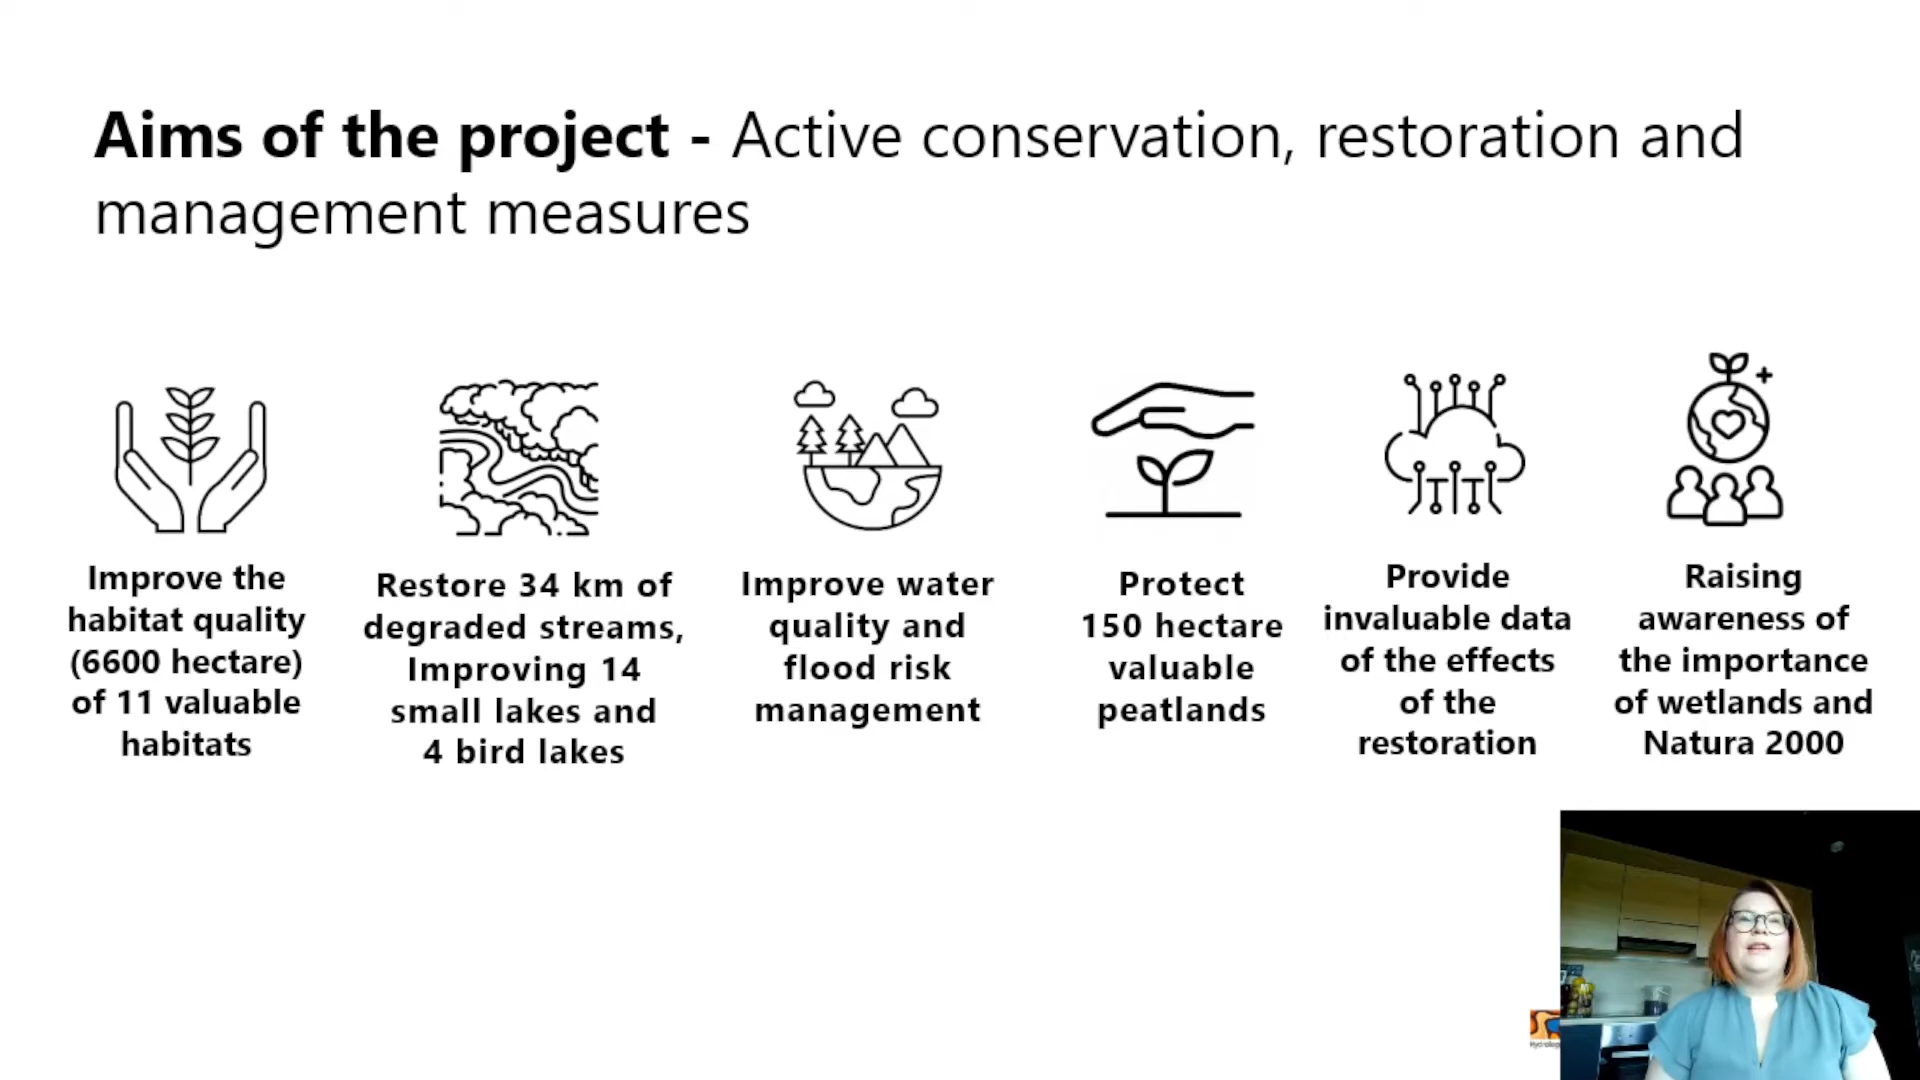 Aims of the project - Active conservation, restoration and
management measures
Improve the
habitat quality
(6600 hectare)
of 11 valuable
habitats
Restore 34 km of
degraded streams,
Improving 14
small lakes and
4 bird lakes
Improve water
quality and
flood risk
management
Protect
150 hectare
valuable
peatlands
Provide
invaluable data
of the effects
of the
restoration
Raising
awareness of
the importance
of wetlands and
Natura 2000